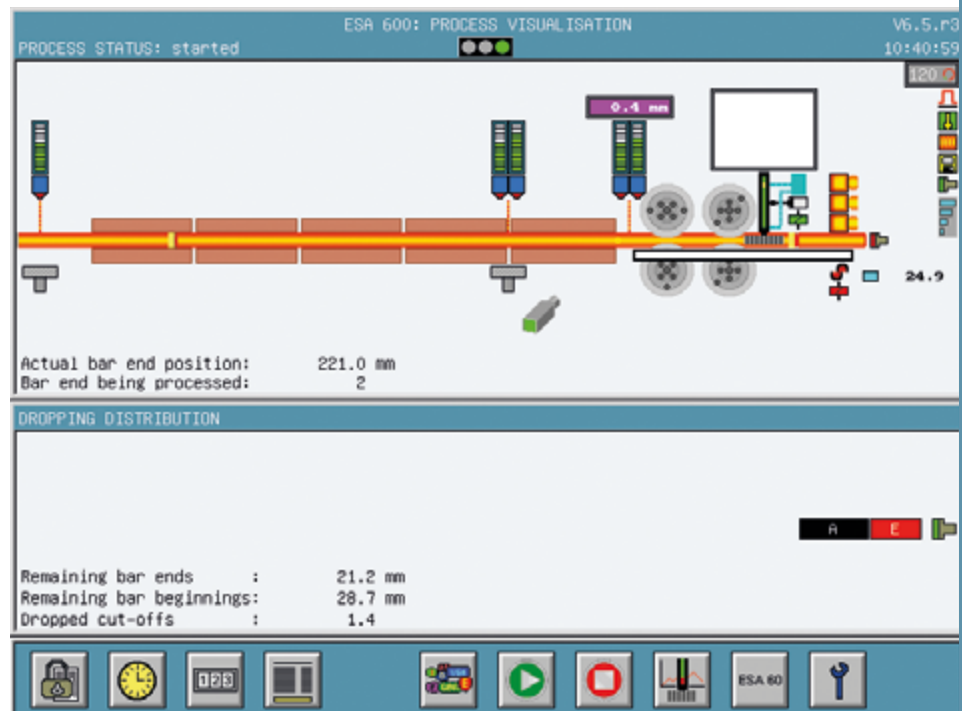 ESA 600: PROCESS VISUALISATION V6.5.r3
PROCESS STATUS: started 10:40:59
120
0.4 mm
24.9
Actual bar end position: 221.0 mm
Bar end being processed: 2
DROPPING DISTRIBUTION
A E
Remaining bar ends : 21.2 mm
Remaining bar beginnings: 28.7 mm
Dropped cut-offs : 1.4
123
ESA 60